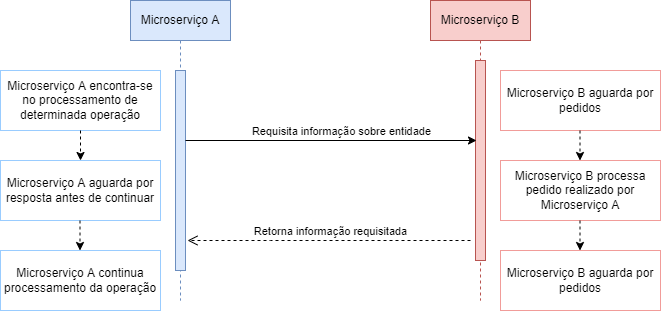 Microserviço A
Microserviço B
Microserviço A encontra-se
no processamento de
determinada operação
Microserviço B aguarda por
pedidos
Requisita informação sobre entidade
Microserviço A aguarda por
resposta antes de continuar
Microserviço B processa
pedido realizado por
Microserviço A
Retorna informação requisitada
Microserviço A continua
processamento da operação
Microserviço B aguarda por
pedidos